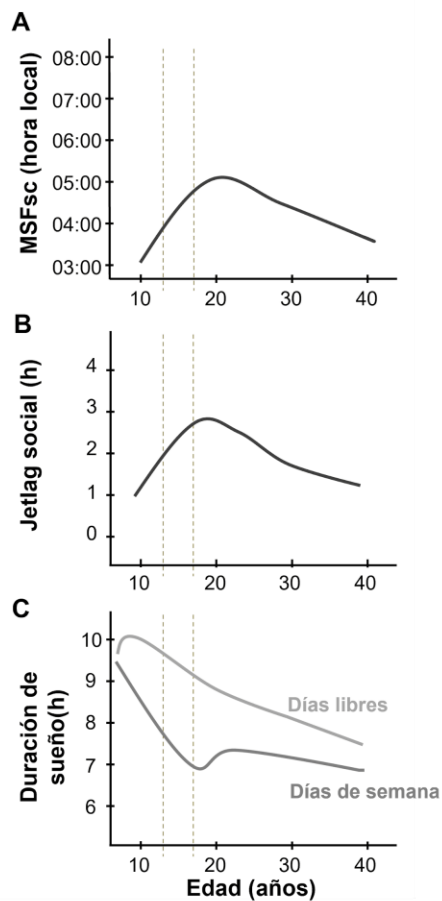 A
MSFsc (hora local)
08:00
07:00
06:00
05:00
04:00
03:00
10 20 30 40
B
Jetlag social (h)
4
3
2
1
0
10 20 30 40
C
Duración de
sueño(h)
10
9
8
7
6
Días libres
Días de semana
10 20 30 40
Edad (años)